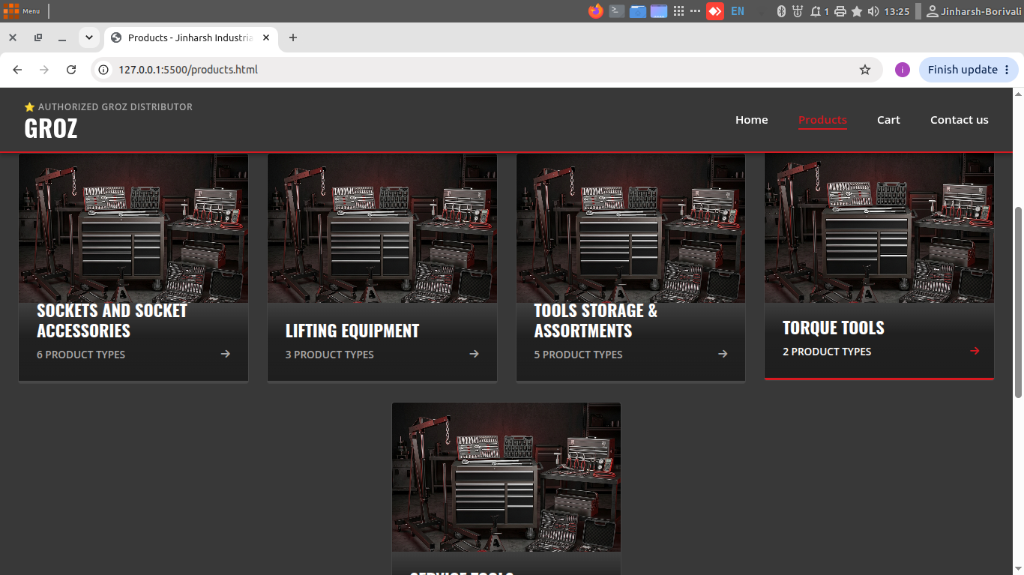 Menu
EN
1
13:25
Jinharsh-Borivali
Products - Jinharsh Industria
127.0.0.1:5500/products.html
Finish update
AUTHORIZED GROZ DISTRIBUTOR
GROZ
Home
Products
Cart
Contact us
SOCKETS AND SOCKET
ACCESSORIES
6 PRODUCT TYPES
LIFTING EQUIPMENT
3 PRODUCT TYPES
TOOLS STORAGE &
ASSORTMENTS
5 PRODUCT TYPES
TORQUE TOOLS
2 PRODUCT TYPES
SERVICE TOOLS